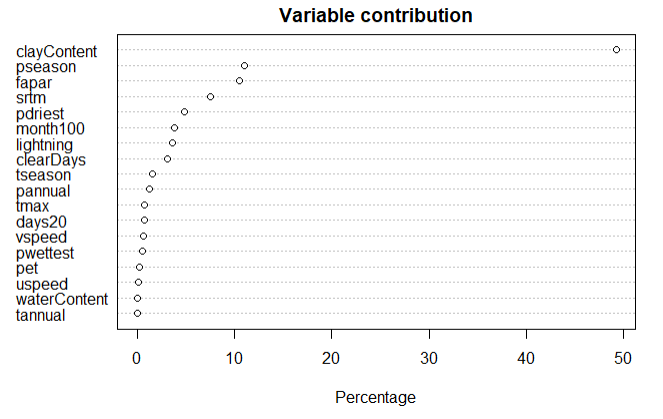 Variable contribution
clayContent
pseason
fapar
srtm
pdriest
month100
lightning
clearDays
tseason
pannual
tmax
days20
vspeed
pwettest
pet
uspeed
waterContent
tannual
0 10 20 30 40 50
Percentage